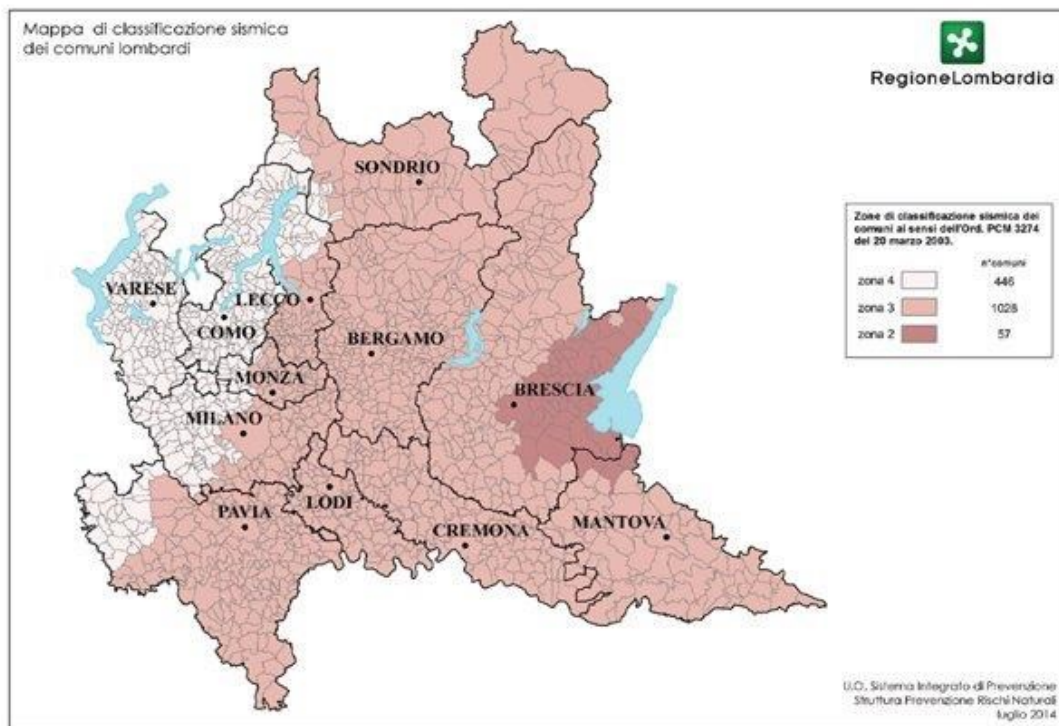 Mappa di classificazione sismica
dei comuni lombardi
RegioneLombardia
SONDRIO
VARESE
LECCO
COMO
BERGAMO
MONZA
BRESCIA
MILANO
LODI
PAVIA
CREMONA
MANTOVA
Zone di classificazione sismica dei
comuni ai sensi dell'Ord. PCM 3274
del 20 marzo 2003.
n°comuni
zona 4 446
zona 3 1028
zona 2 57
U.O. Sistema Integrato di Prevenzione
Struttura Prevenzione Rischi Naturali
luglio 2014